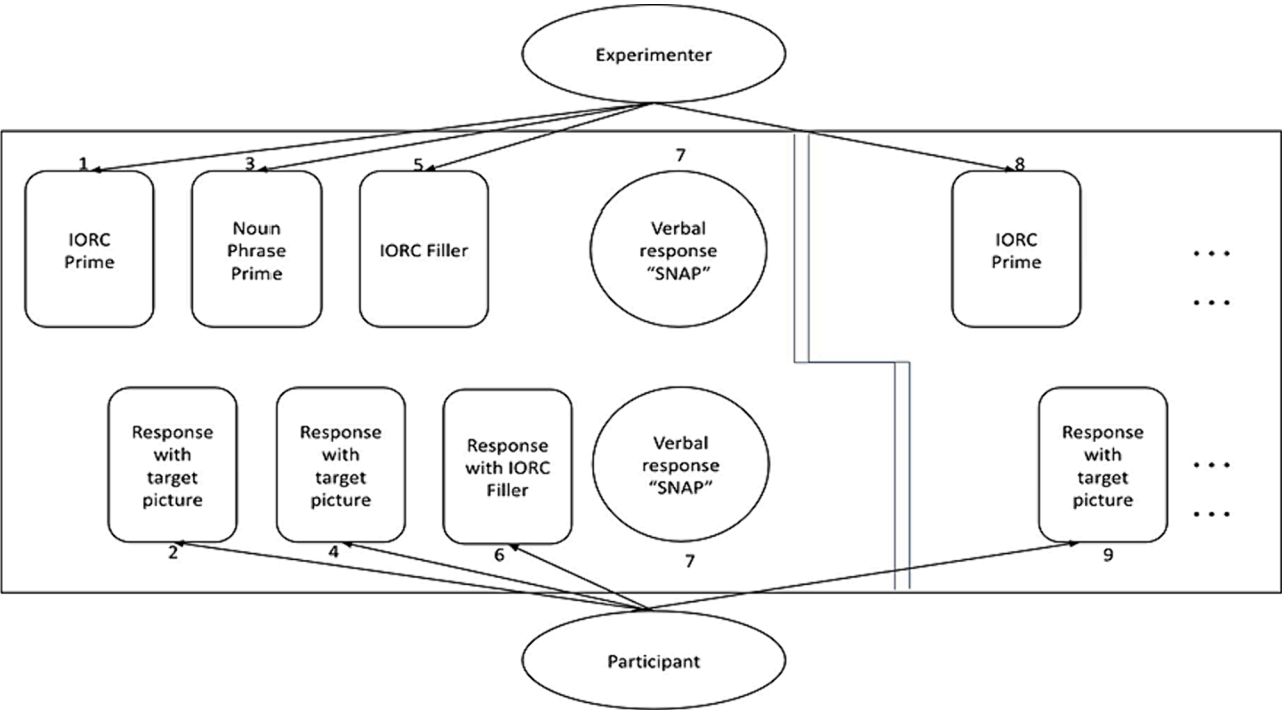 Experimenter
1
3
5
7
8
IORC
Prime
Noun
Phrase
Prime
IORC Filler
Verbal
response
“SNAP”
IORC
Prime
...
...
Response
with
target
picture
Response
with
target
picture
Response
with IORC
Filler
Verbal
response
“SNAP”
Response
with
target
picture
...
...
2
4
6
7
9
Participant